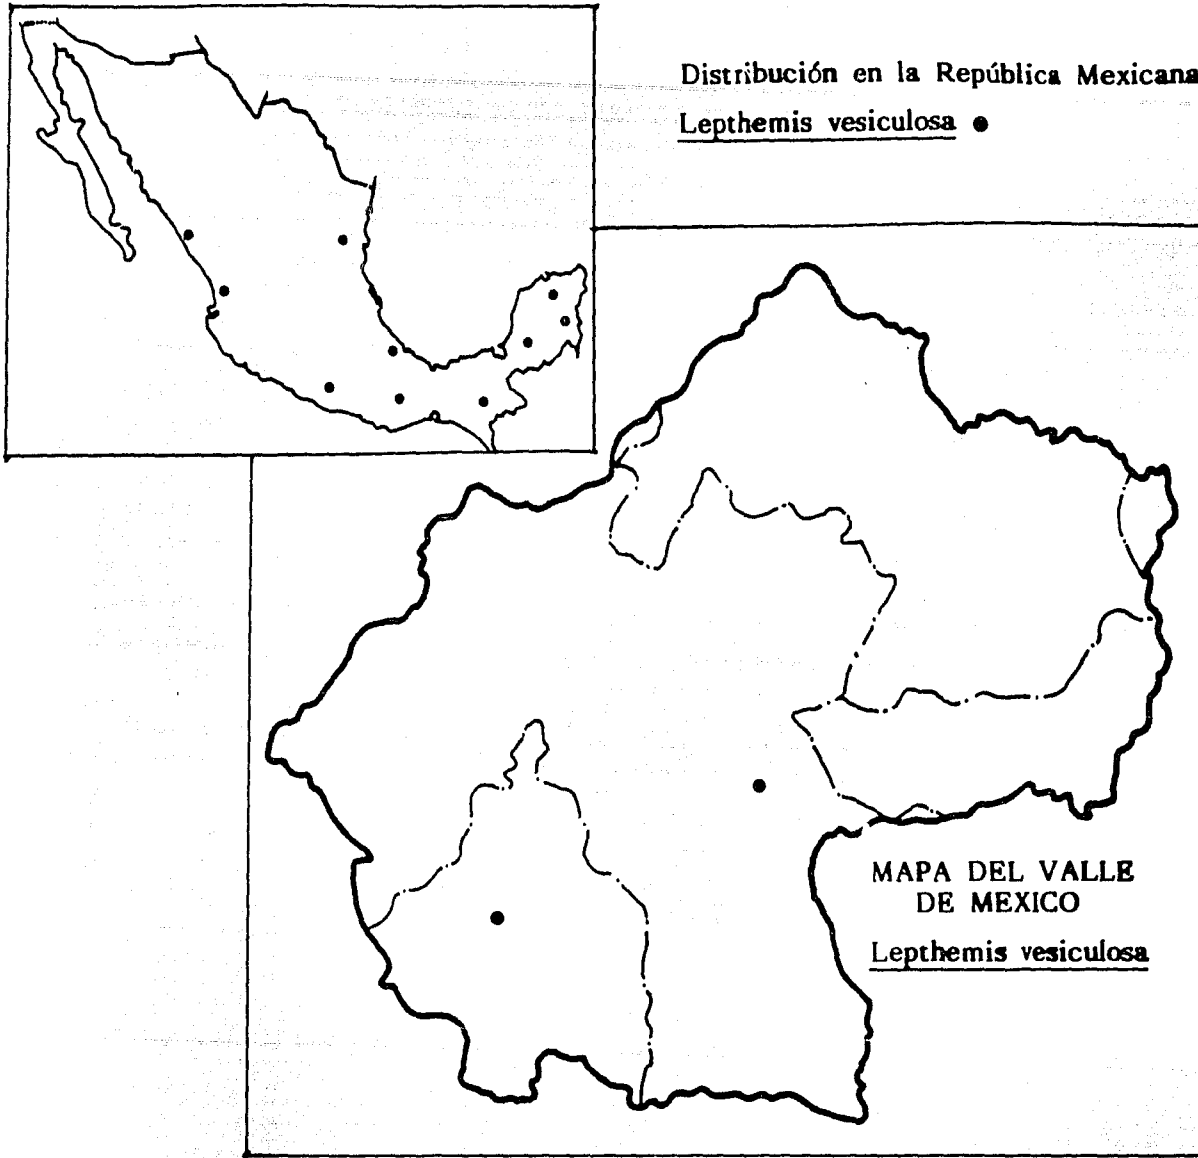 Distribución en la República Mexicana
Lepthemis vesiculosa
MAPA DEL VALLE
DE MEXICO
Lepthemis vesiculosa